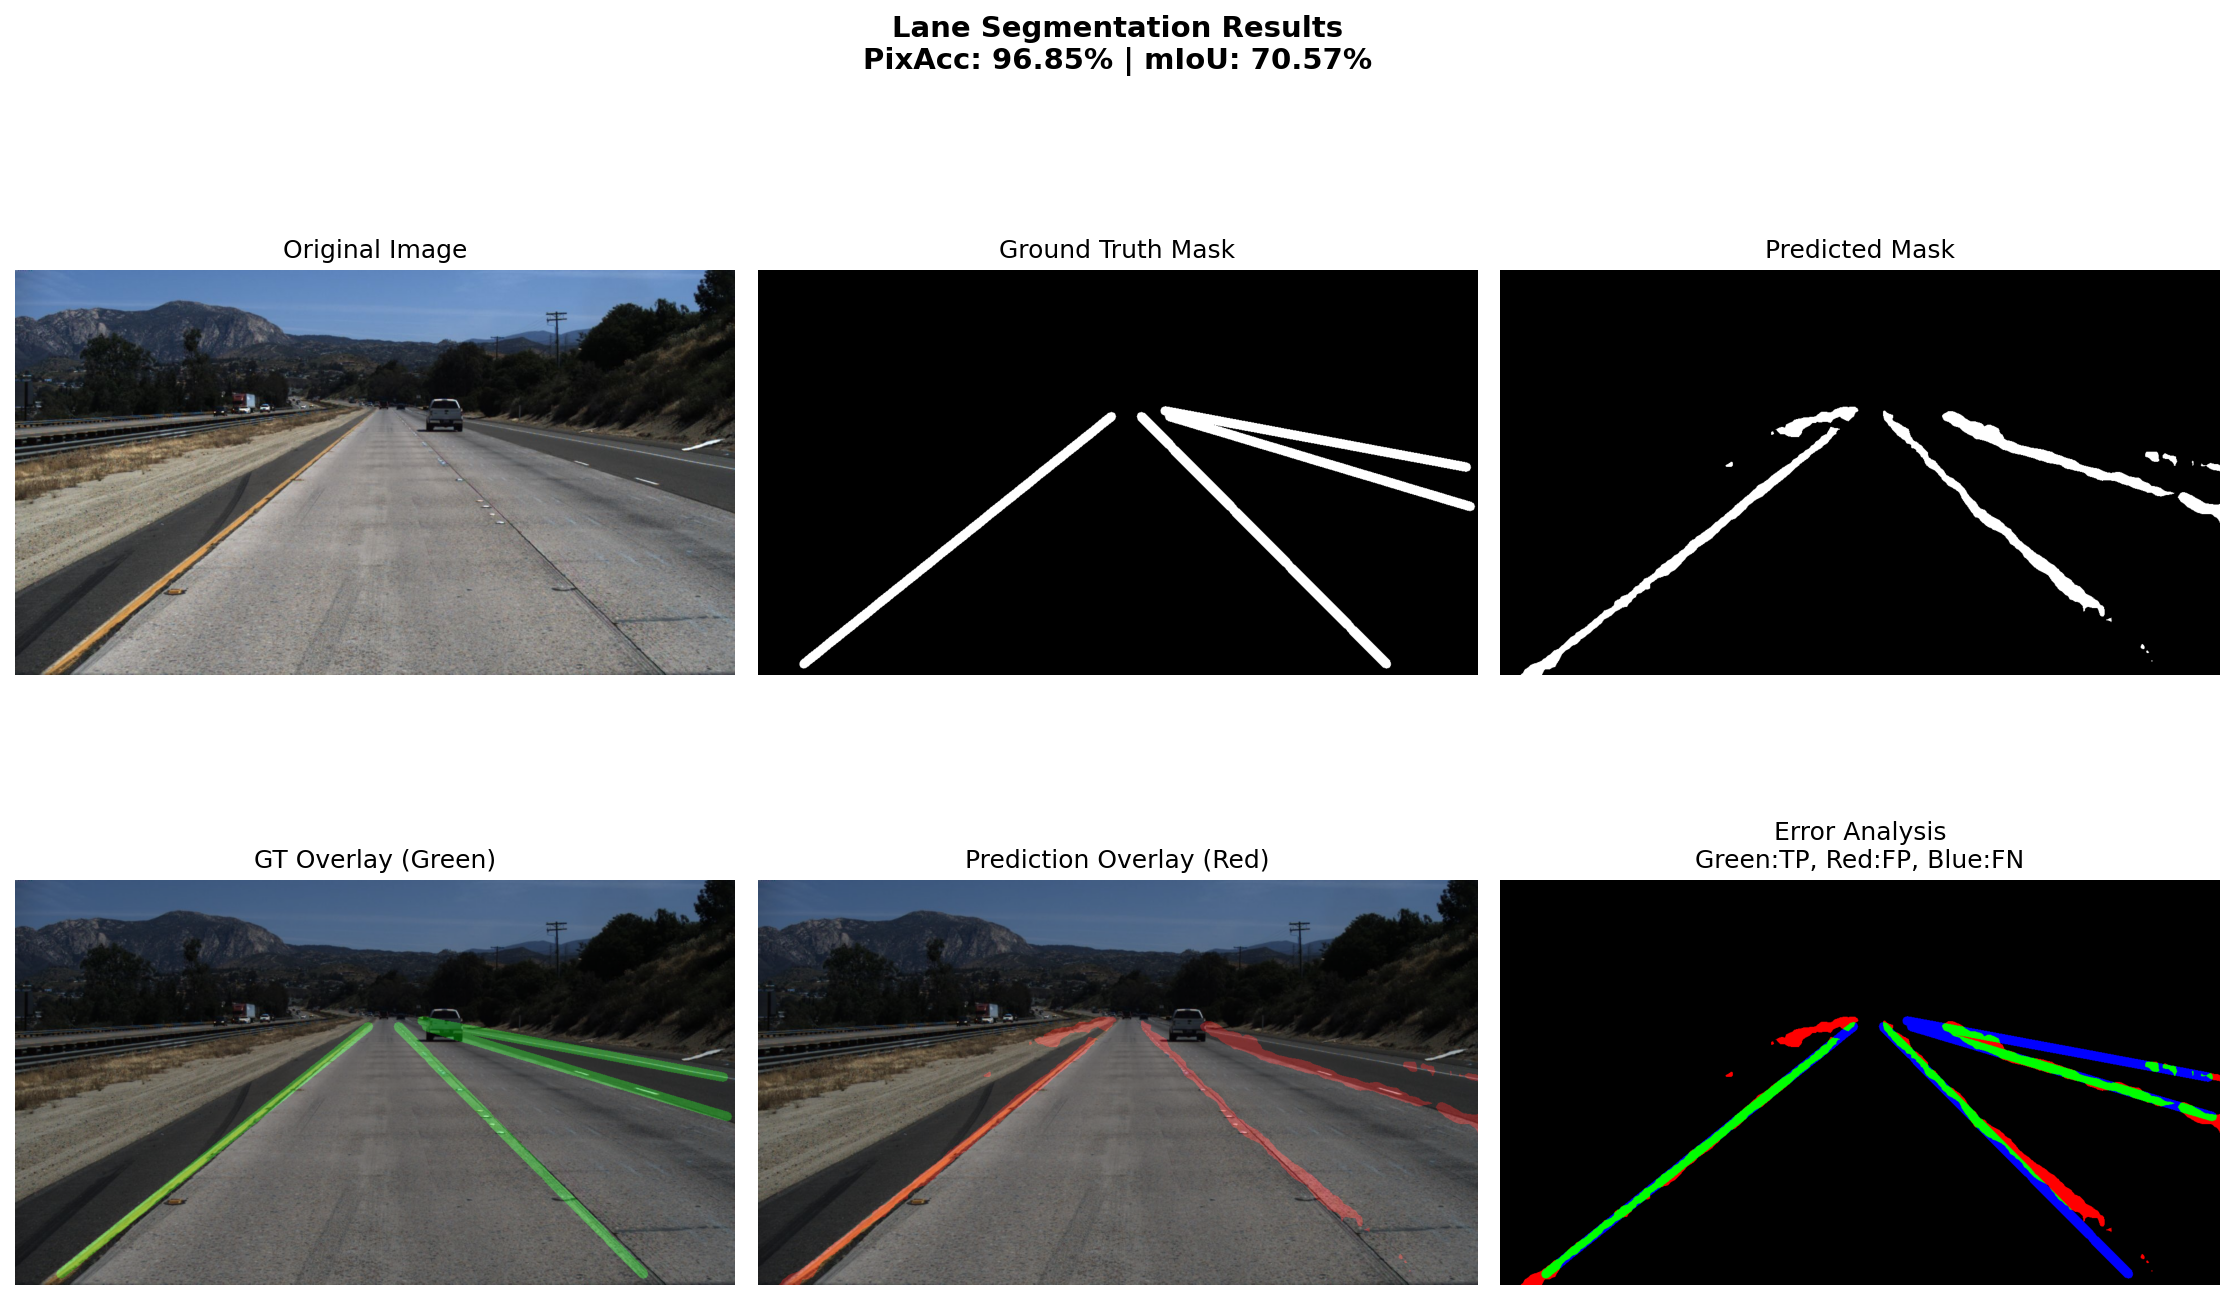 Lane Segmentation Results
PixAcc: 96.85% | mIoU: 70.57%
Original Image
Ground Truth Mask
Predicted Mask
GT Overlay (Green)
Prediction Overlay (Red)
Error Analysis
Green:TP, Red:FP, Blue:FN